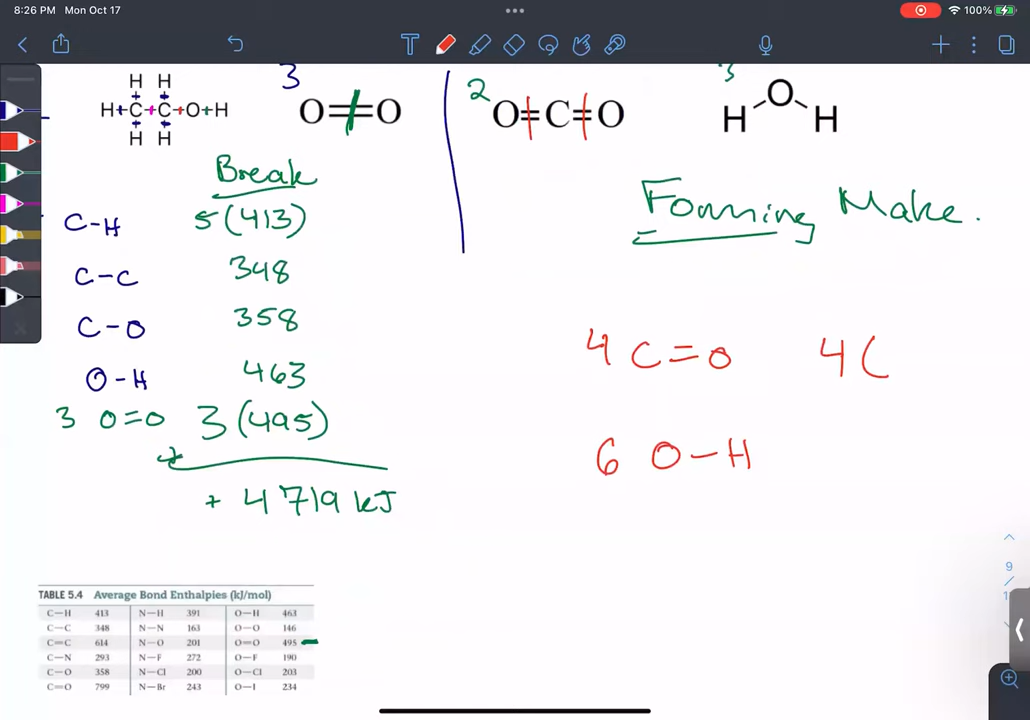 8:26 PM Mon Oct 17
100%
H H
H C C O H
H H
3
O=O
2
O=C=O
3
O
H H
Break
C-H 5(413)
C-C 348
C-O 358
O-H 463
3 O=O 3(495)
+ 4719 kJ
Forming Make.
4 C=O 4(
6 O-H
TABLE 5.4 Average Bond Enthalpies (kJ/mol)
C—H 413 N—H 391 O—H 463
C—C 348 N—N 163 O—O 146
C=C 614 N—O 201 O=O 495
C—N 293 N—F 272 O—F 190
C—O 358 N—Cl 200 O—Cl 203
C=O 799 N—Br 243 O—I 234
T
9
/